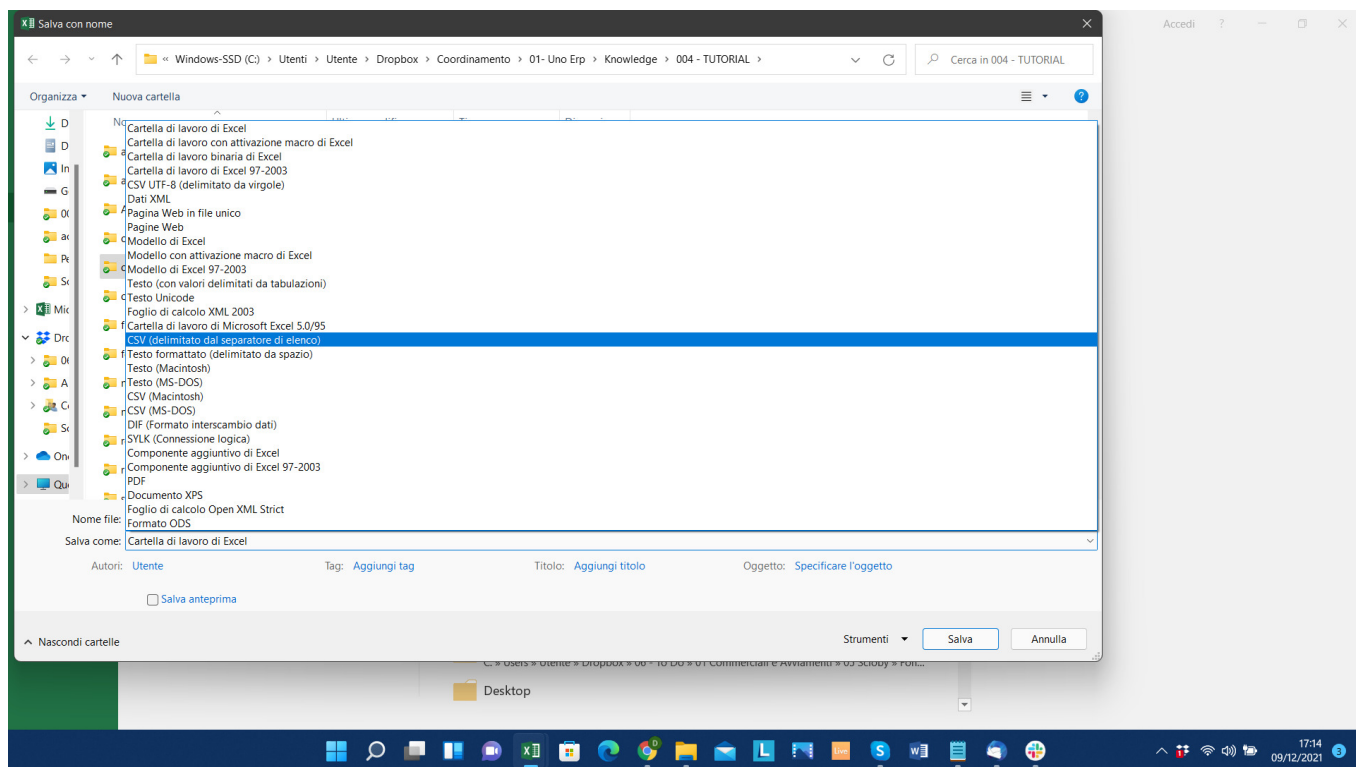 Salva con nome
Accedi ?
« Windows-SSD (C:) › Utenti › Utente › Dropbox › Coordinamento › 01- Uno Erp › Knowledge › 004 - TUTORIAL ›
Cerca in 004 - TUTORIAL
Organizza
Nuova cartella
?
Cartella di lavoro di Excel
Cartella di lavoro con attivazione macro di Excel
Cartella di lavoro binaria di Excel
Cartella di lavoro di Excel 97-2003
CSV UTF-8 (delimitato da virgole)
Dati XML
Pagina Web in file unico
Pagine Web
Modello di Excel
Modello con attivazione macro di Excel
Modello di Excel 97-2003
Testo (con valori delimitati da tabulazioni)
Testo Unicode
Foglio di calcolo XML 2003
Cartella di lavoro di Microsoft Excel 5.0/95
CSV (delimitato dal separatore di elenco)
Testo formattato (delimitato da spazio)
Testo (Macintosh)
Testo (MS-DOS)
CSV (Macintosh)
CSV (MS-DOS)
DIF (Formato interscambio dati)
SYLK (Connessione logica)
Componente aggiuntivo di Excel
Componente aggiuntivo di Excel 97-2003
PDF
Documento XPS
Foglio di calcolo Open XML Strict
Formato ODS
Nome file:
Salva come: Cartella di lavoro di Excel
Autori: Utente
Tag: Aggiungi tag
Titolo: Aggiungi titolo
Oggetto: Specificare l'oggetto
Salva anteprima
Nascondi cartelle
Strumenti
Salva
Annulla
Desktop
17:14
09/12/2021
3